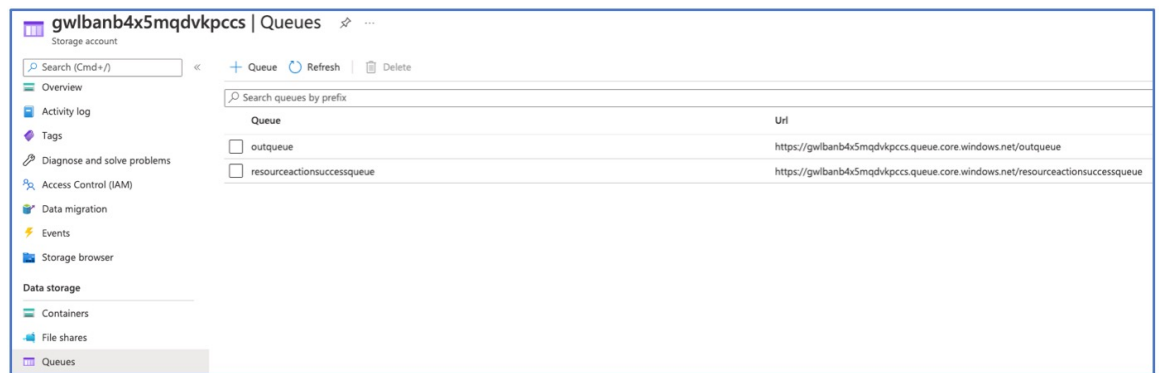 gwlbanb4x5mqdvkpccs | Queues
Storage account
Search (Cmd+/)
«
Queue Refresh Delete
Overview
Activity log
Tags
Diagnose and solve problems
Access Control (IAM)
Data migration
Events
Storage browser
Data storage
Containers
File shares
Queues
Search queues by prefix
Queue Url
outqueue https://gwlbanb4x5mqdvkpccs.queue.core.windows.net/outqueue
resourceactionsuccessqueue https://gwlbanb4x5mqdvkpccs.queue.core.windows.net/resourceactionsuccessqueue